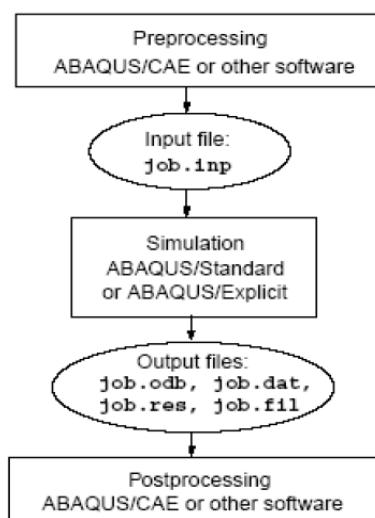 Preprocessing
ABAQUS/CAE or other software
Input file:
job.inp
Simulation
ABAQUS/Standard
or ABAQUS/Explicit
Output files:
job.odb, job.dat,
job.res, job.fil
Postprocessing
ABAQUS/CAE or other software